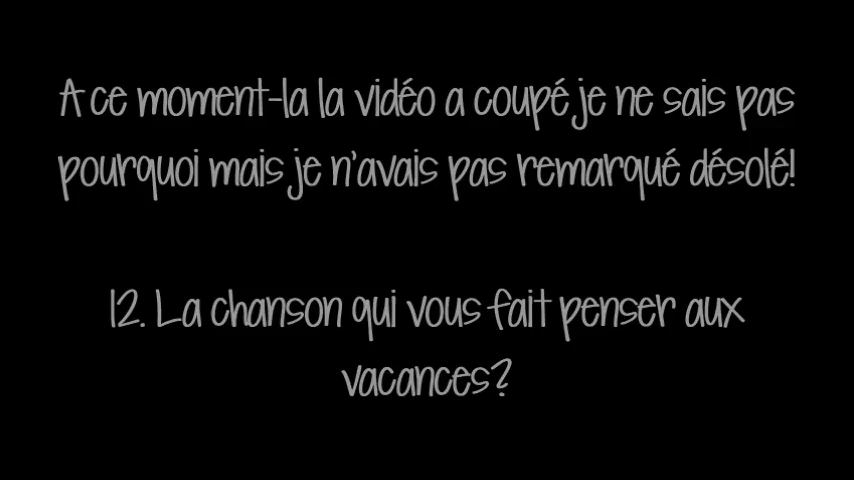 A ce moment-la la vidéo a coupé je ne sais pas
pourquoi mais je n'avais pas remarqué désolé!
12. La chanson qui vous fait penser aux
vacances?